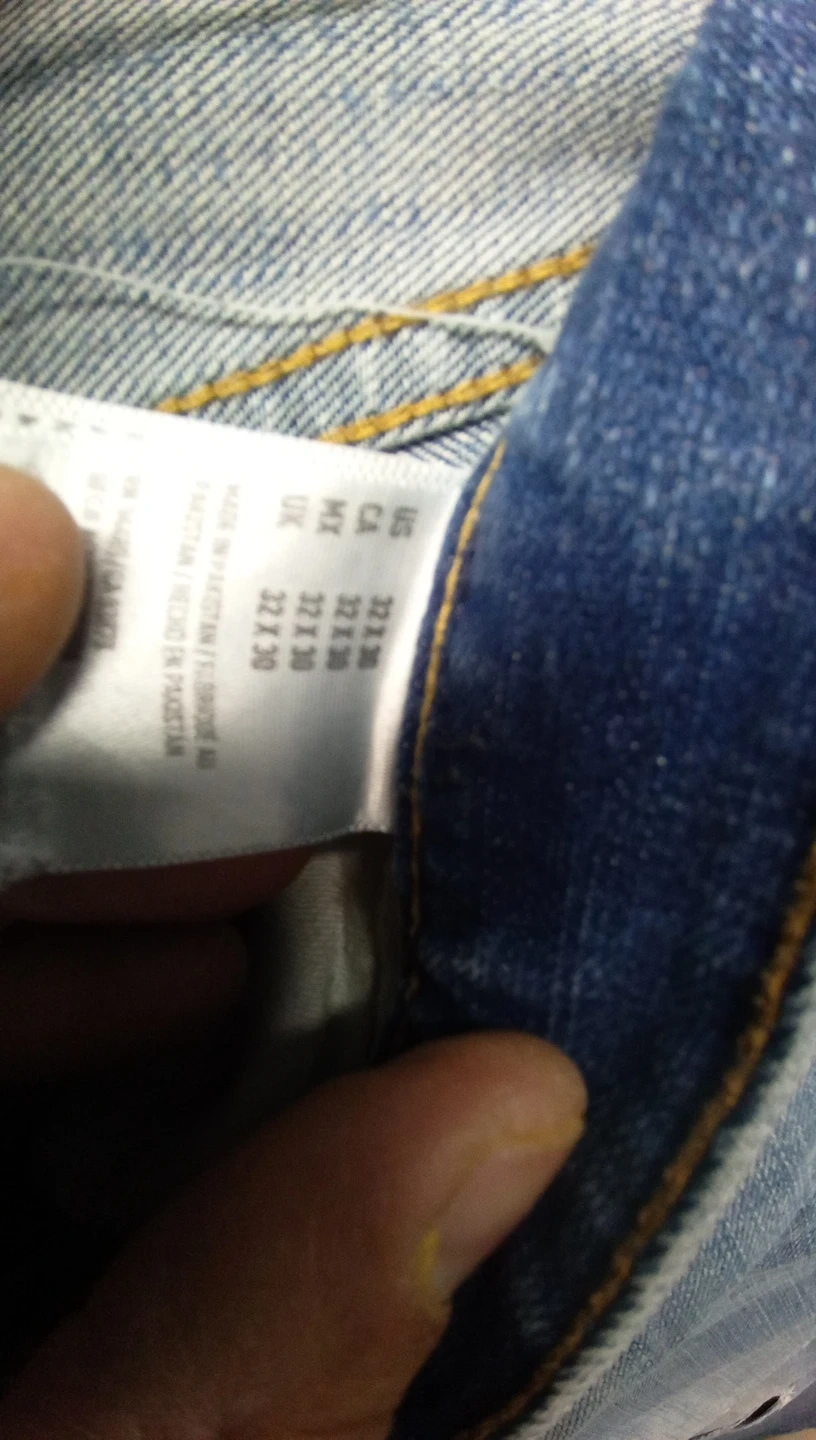 US 32 X 30
CA 32 X 30
MX 32 X 30
UK 32 X 30
MADE IN PAKISTAN / FABRIQUÉ AU
PAKISTAN / HECHO EN PAKISTÁN